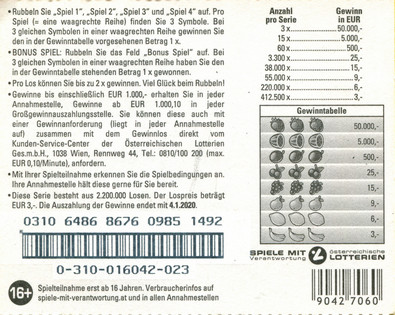 • Rubbeln Sie „Spiel 1", „Spiel 2", „Spiel 3" und „Spiel 4" auf. Pro
Spiel (= eine waagrechte Reihe) finden Sie 3 Symbole. Bei
3 gleichen Symbolen in einer waagrechten Reihe gewinnen Sie
den in der Gewinntabelle vorgesehenen Betrag 1 x.
• BONUS SPIEL: Rubbeln Sie das Feld „Bonus Spiel" auf. Bei
3 gleichen Symbolen in einer waagrechten Reihe haben Sie den
in der Gewinntabelle stehenden Betrag 1 x gewonnen.
• Pro Los können Sie bis zu 2 x gewinnen. Viel Glück beim Rubbeln!
• Gewinne bis einschließlich EUR 1.000,- erhalten Sie in jeder
Annahmestelle, Gewinne ab EUR 1.000,10 in jeder
Großgewinnauszahlungsstelle. Sie können diese auch mit
einer Gewinnanforderung (liegt in jeder Annahmestelle
auf) zusammen mit dem Gewinnlos direkt vom
Kunden-Service-Center der Österreichischen Lotterien
Ges.m.b.H., 1038 Wien, Rennweg 44, Tel.: 0810/100 200 (max.
EUR 0,10/Minute), anfordern.
• Mit Ihrer Spielteilnahme erkennen Sie die Spielbedingungen an.
Ihre Annahmestelle hält diese gerne für Sie bereit.
• Diese Serie besteht aus 2.200.000 Losen. Der Lospreis beträgt
EUR 3,-. Die Auszahlung der Gewinne endet mit 4.1.2020.
0310 6486 8676 0985 1492
0-310-016042-023
16+ Spielteilnahme erst ab 16 Jahren. Verbraucherinfos auf
spiele-mit-verantwortung.at und in allen Annahmestellen
Anzahl Gewinn
pro Serie in EUR
3 x 50.000,-
15 x 5.000,-
60 x 500,-
3.300 x 25,-
38.000 x 15,-
55.000 x 9,-
220.000 x 6,-
412.500 x 3,-
Gewinntabelle
50.000,-
5.000,-
500,-
25,-
15,-
9,-
6,-
3,-
SPIELE MIT österreichische
Verantwortung LOTTERIEN
9042 7060